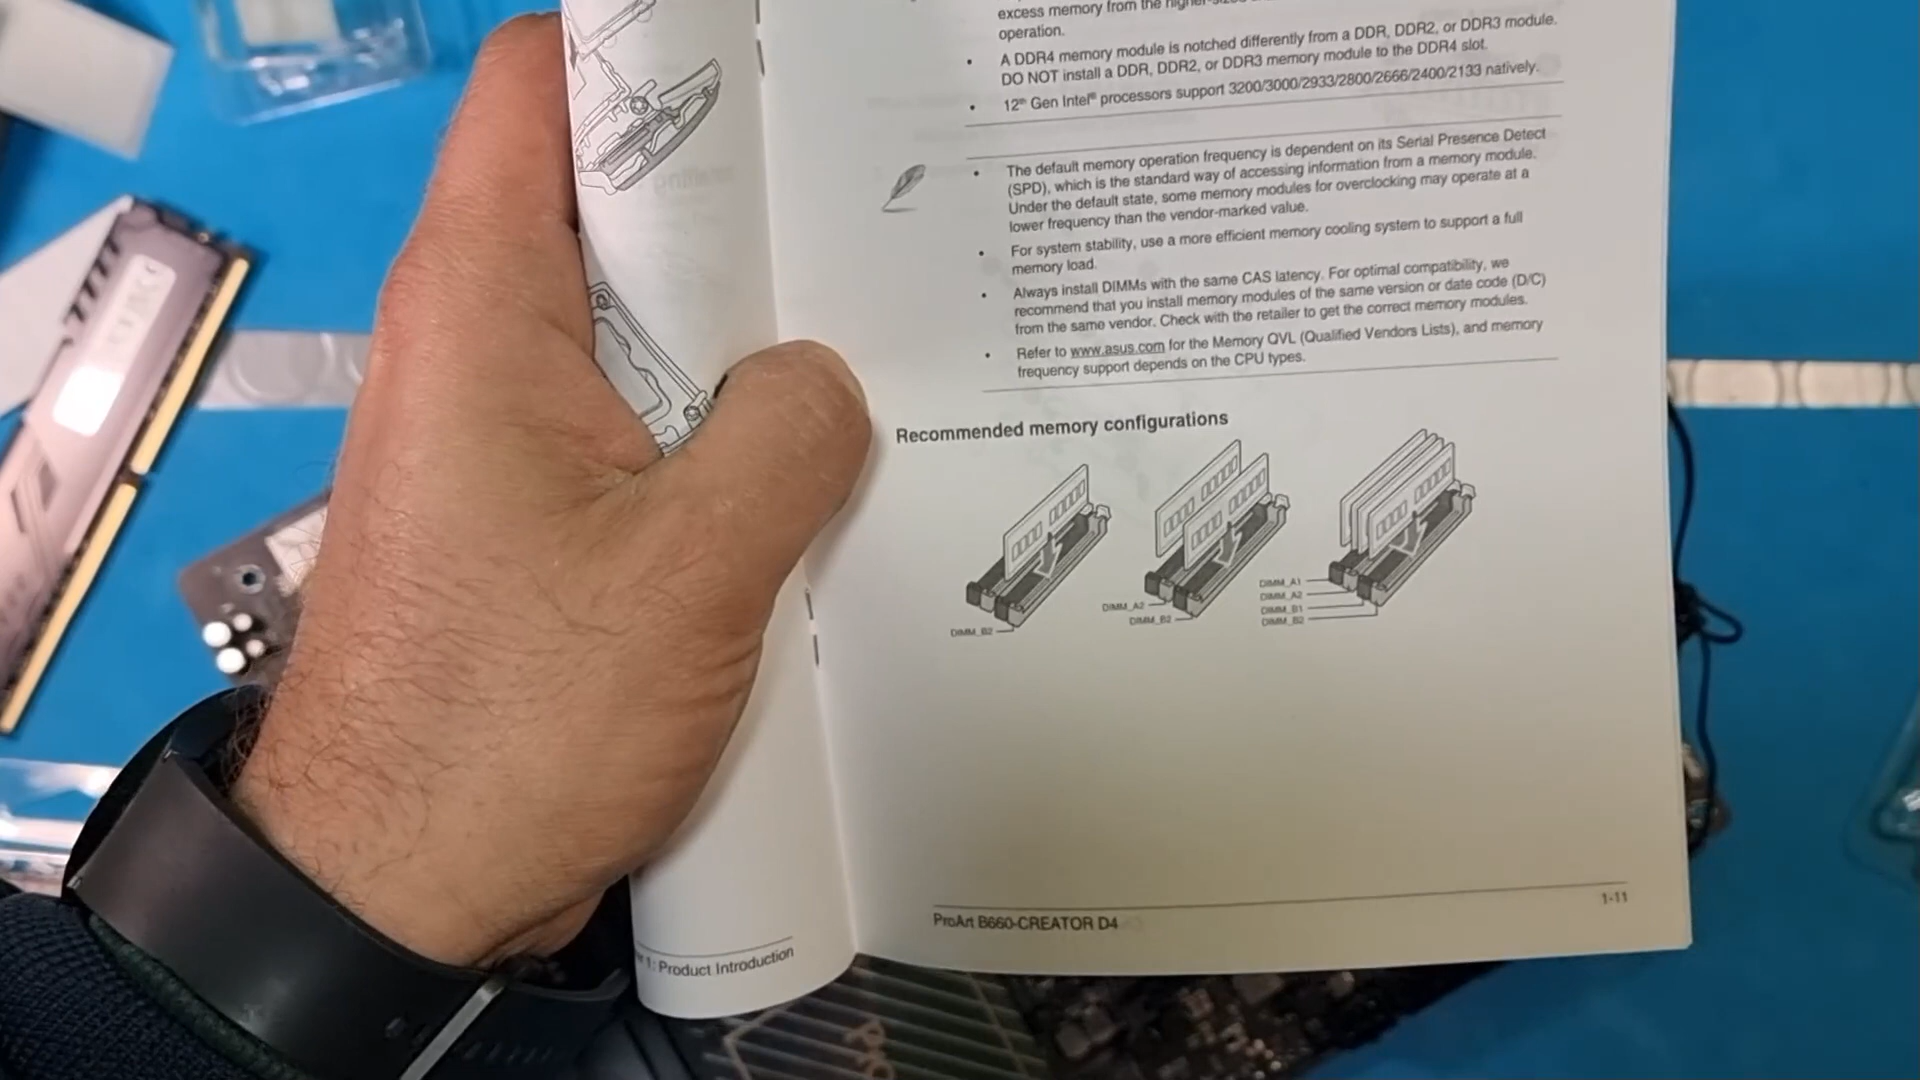 excess memory from the
operation.
• A DDR4 memory module is notched differently from a DDR, DDR2, or DDR3 module.
DO NOT install a DDR, DDR2, or DDR3 memory module to the DDR4 slot.
• 12th Gen Intel® processors support 3200/3000/2933/2800/2666/2400/2133 natively.
• The default memory operation frequency is dependent on its Serial Presence Detect
(SPD), which is the standard way of accessing information from a memory module.
Under the default state, some memory modules for overclocking may operate at a
lower frequency than the vendor-marked value.
• For system stability, use a more efficient memory cooling system to support a full
memory load.
• Always install DIMMs with the same CAS latency. For optimal compatibility, we
recommend that you install memory modules of the same version or date code (D/C)
from the same vendor. Check with the retailer to get the correct memory modules.
• Refer to www.asus.com for the Memory QVL (Qualified Vendors Lists), and memory
frequency support depends on the CPU types.
Recommended memory configurations
DIMM_B2
DIMM_A2
DIMM_B2
DIMM_A1
DIMM_A2
DIMM_B1
DIMM_B2
ProArt B660-CREATOR D4
1-11
1: Product Introduction